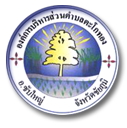 องค์การบริหารส่วนตำบลตะโกทอง
อ.ซับใหญ่
จังหวัดชัยภูมิ